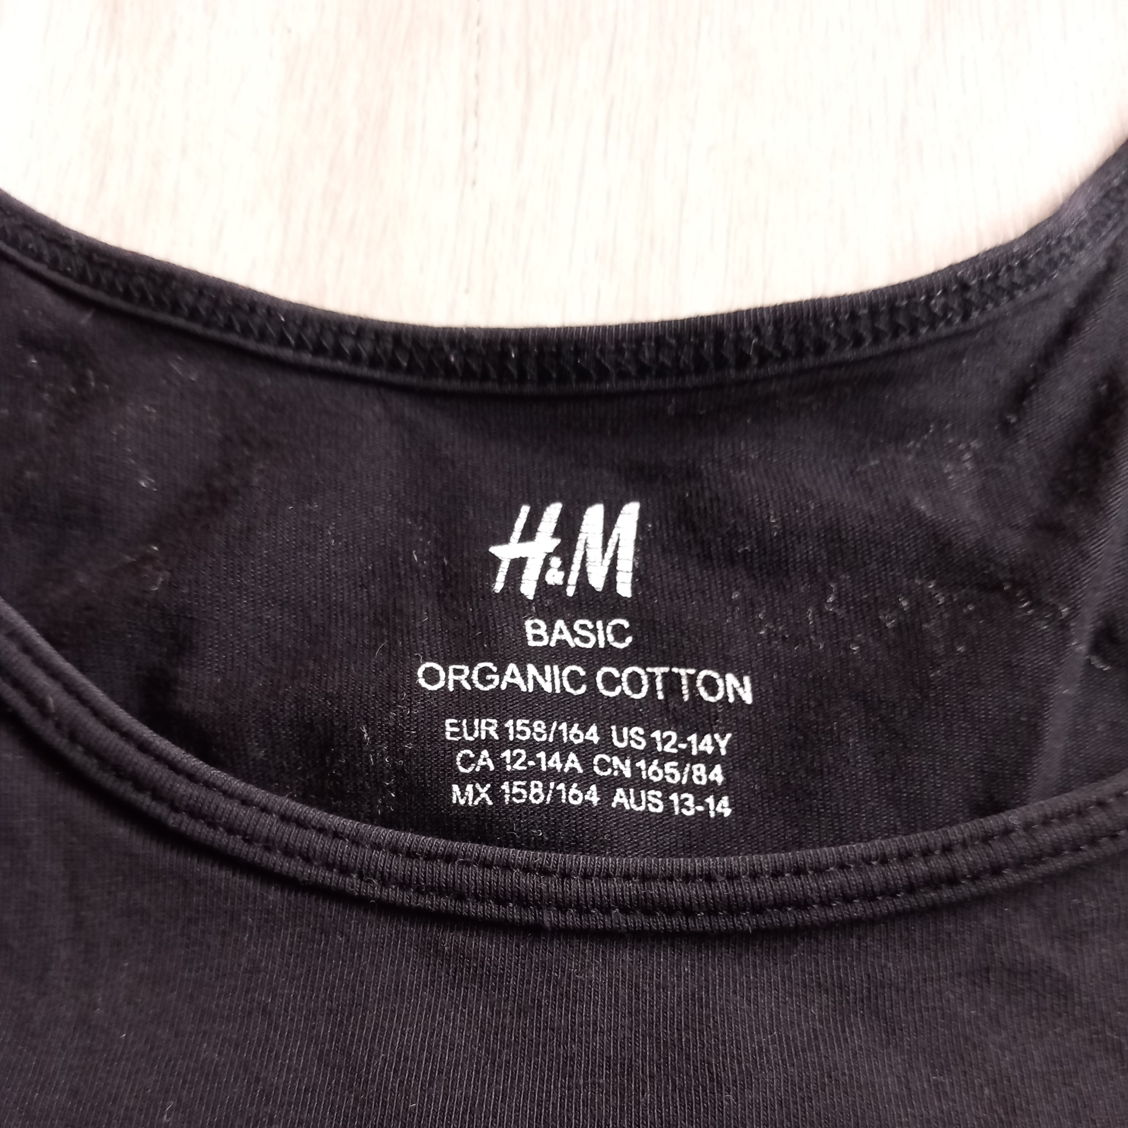 H&M
BASIC
ORGANIC COTTON
EUR 158/164 US 12-14Y
CA 12-14A CN 165/84
MX 158/164 AUS 13-14